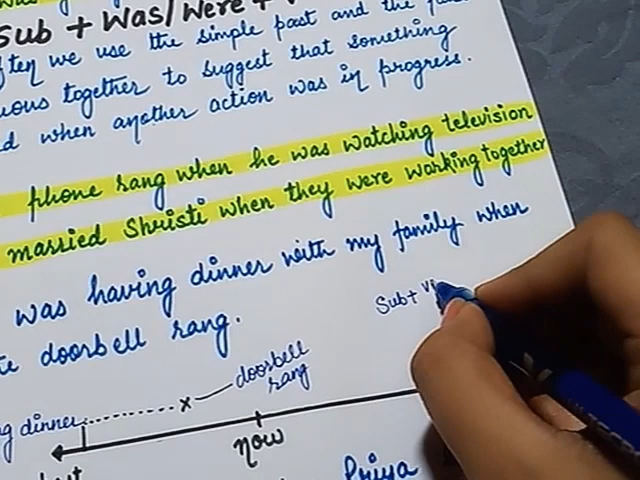 Sub + Was/Were +
we use the simple past and the
together to suggest that something
when another action was in progress.
phone rang when he was watching television
married Shristi when they were working together
was having dinner with my family when
doorbell rang.
Sub +
doorbell
rang
dinner
now
Priya